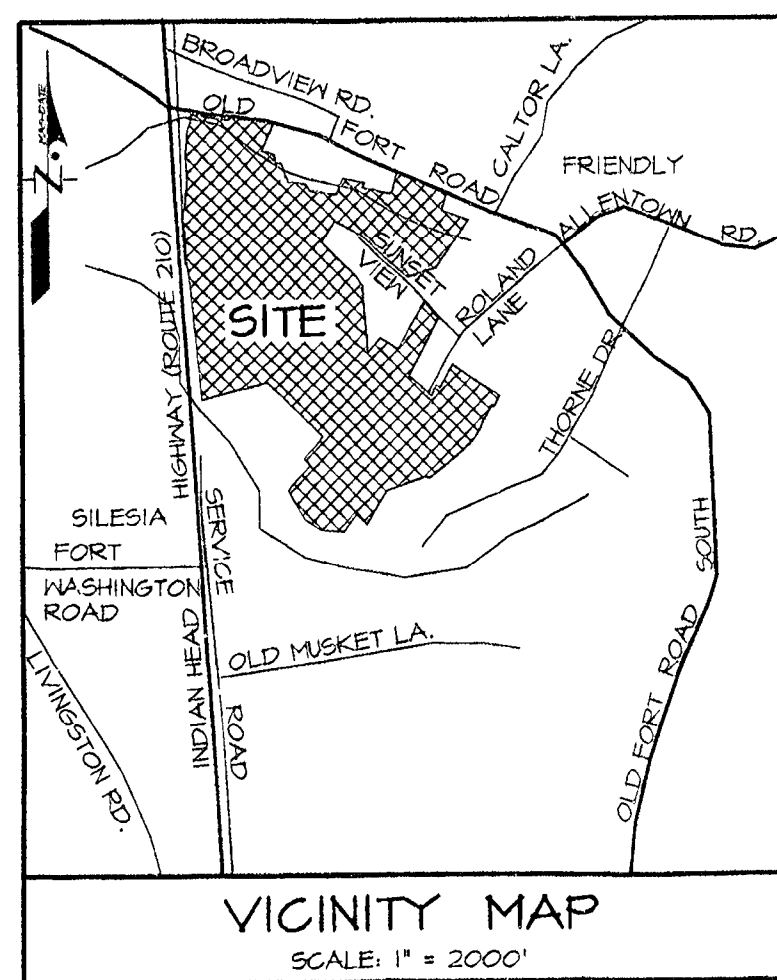 BROADVIEW RD.
OLD FORT ROAD
CALTOR LA.
FRIENDLY
ALLENTOWN RD.
N
SUNSET
VIEW
ROLAND
LANE
SITE
THORNE DR.
INDIAN HEAD HIGHWAY (ROUTE 210)
SERVICE ROAD
SILESIA
FORT
WASHINGTON
ROAD
OLD MUSKET LA.
LIVINGSTON RD.
OLD FORT ROAD SOUTH
VICINITY MAP
SCALE: 1" = 2000'